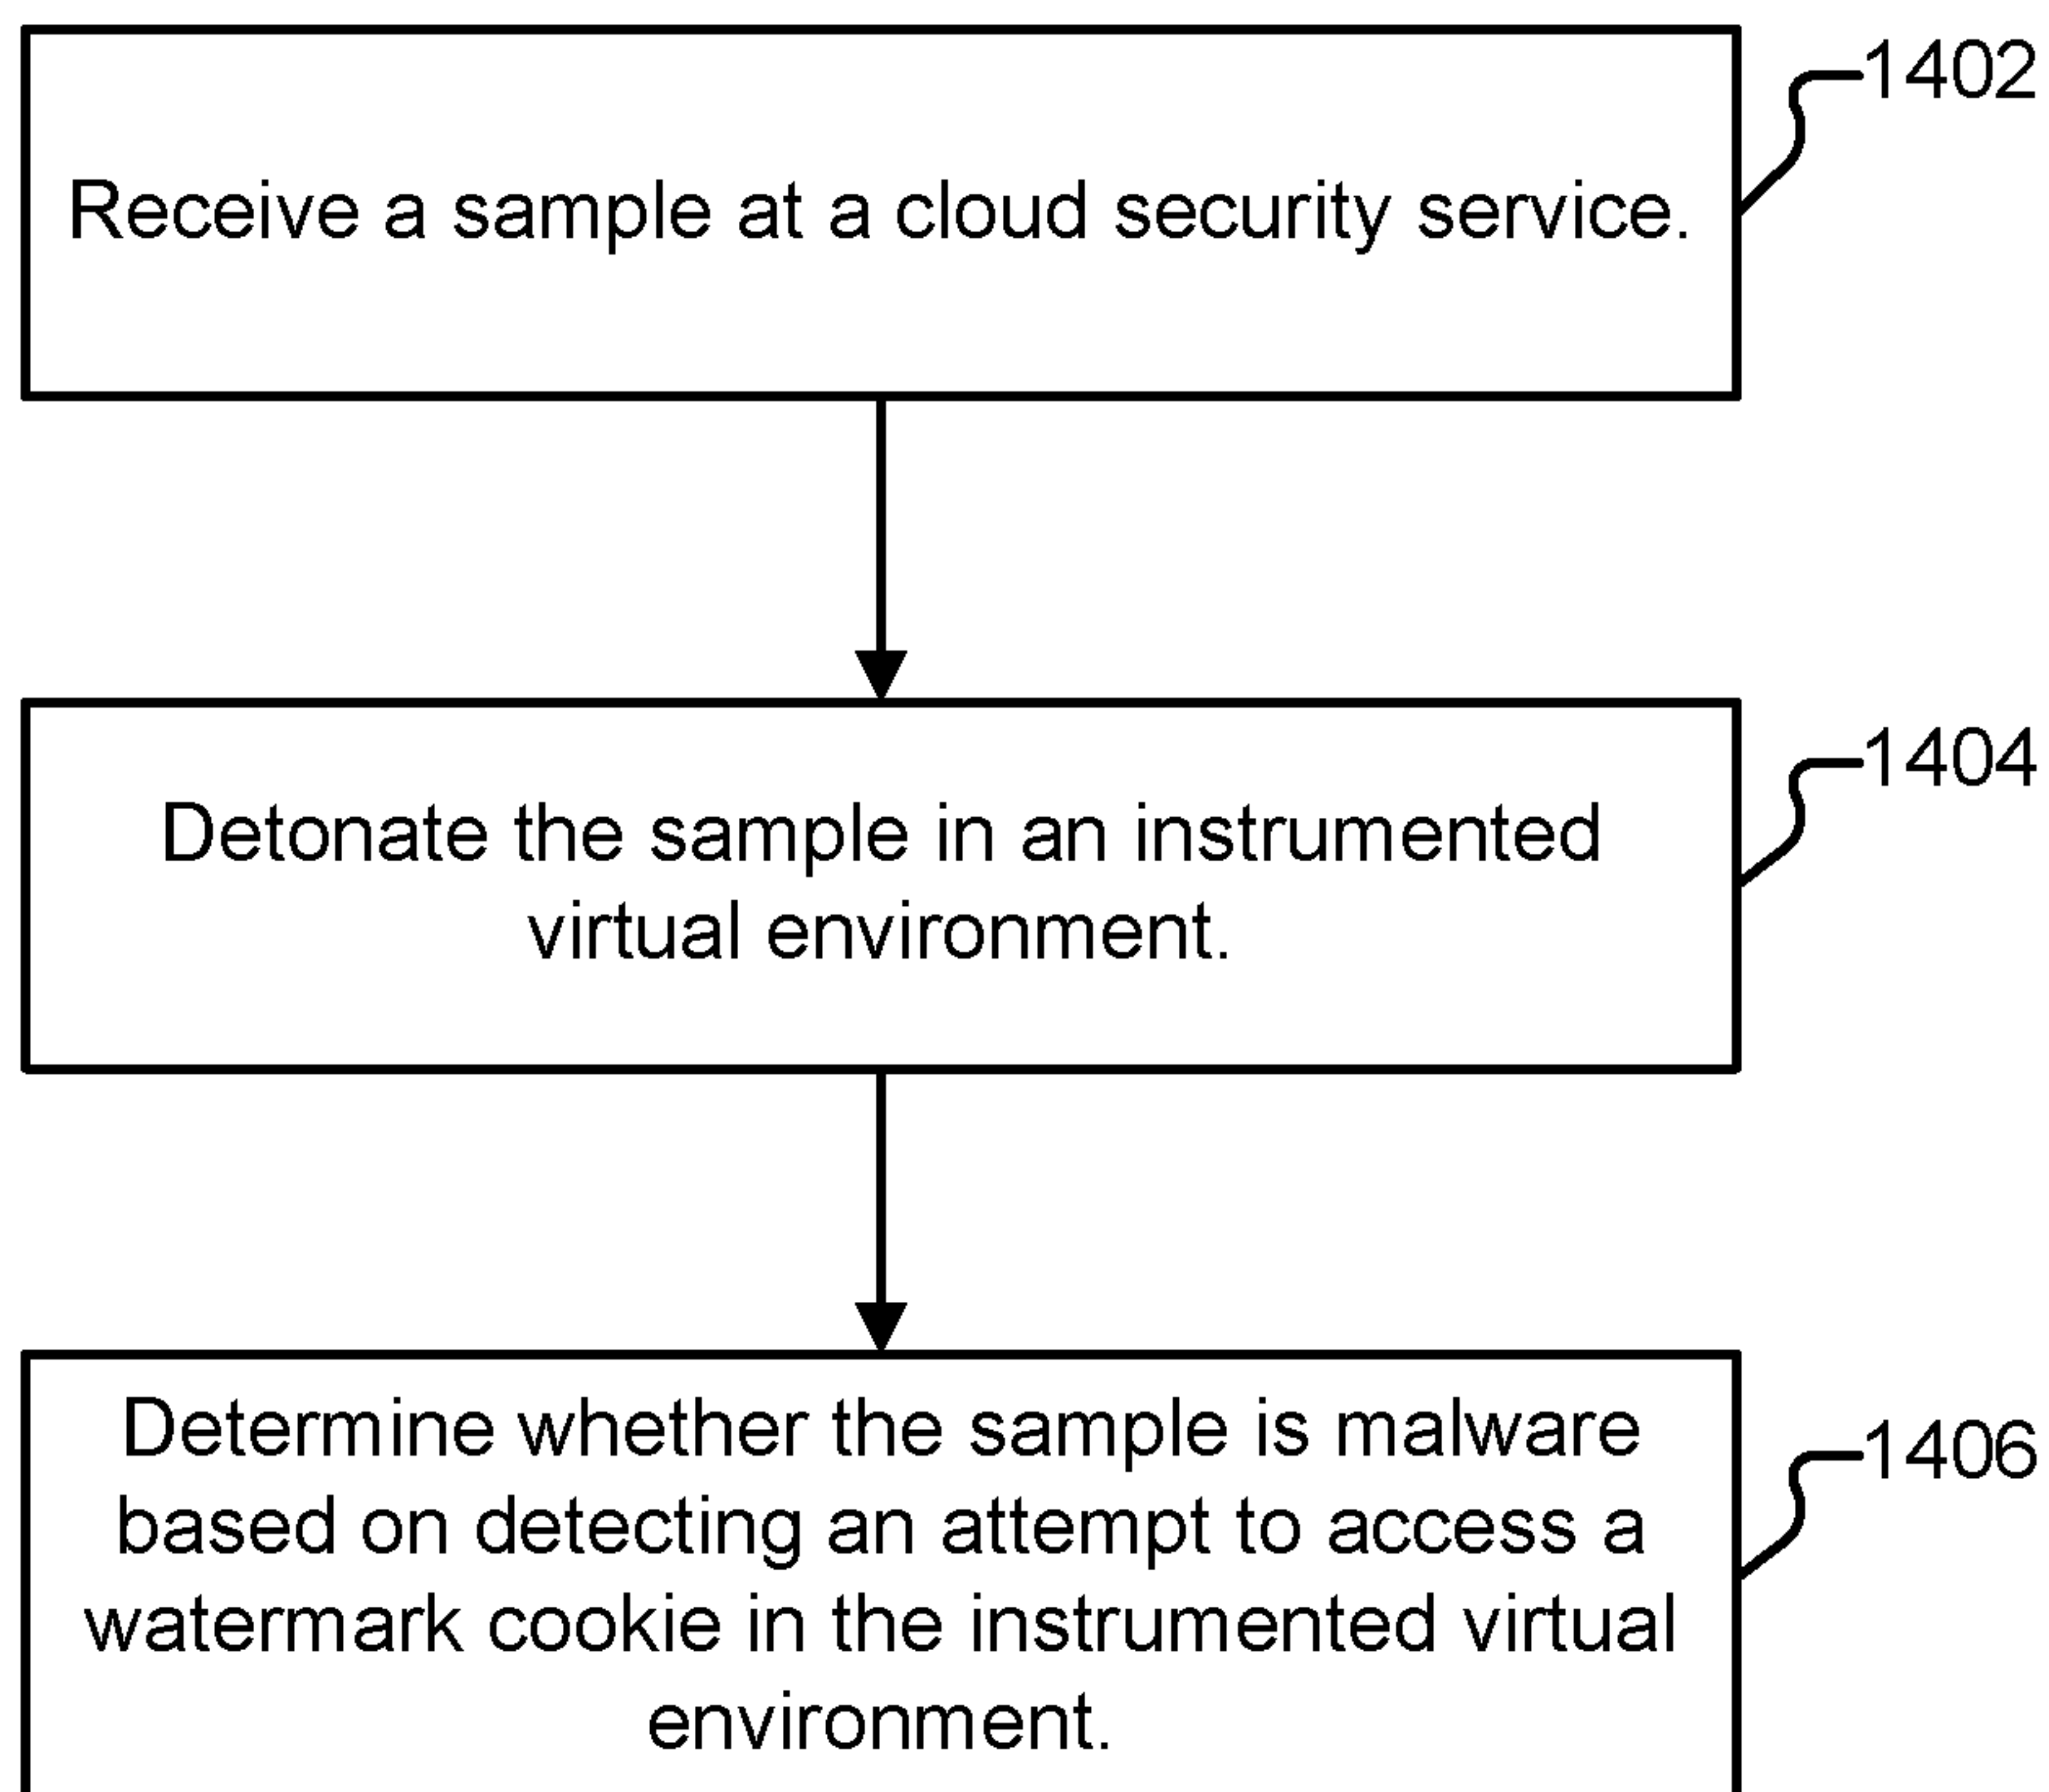 1402
Receive a sample at a cloud security service.
1404
Detonate the sample in an instrumented
virtual environment.
1406
Determine whether the sample is malware
based on detecting an attempt to access a
watermark cookie in the instrumented virtual
environment.